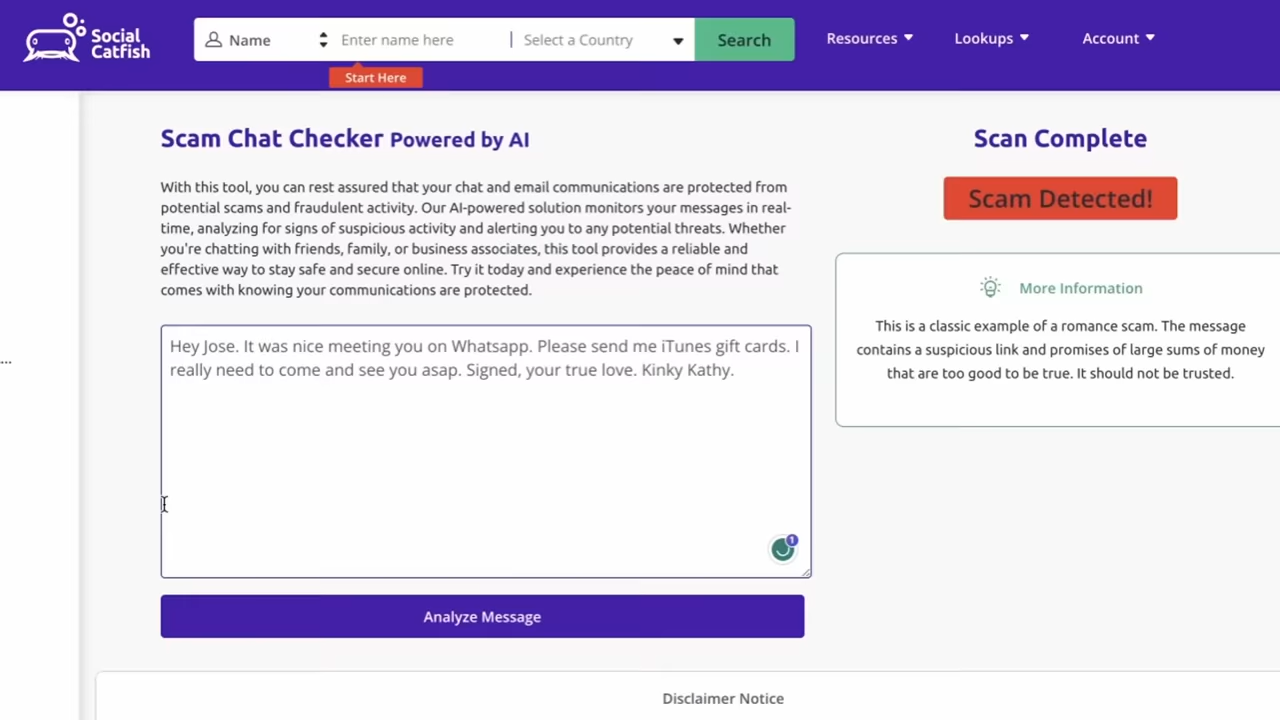 Social Catfish
Name
Enter name here
Select a Country
Search
Resources
Lookups
Account
Start Here
Scam Chat Checker Powered by AI
With this tool, you can rest assured that your chat and email communications are protected from
potential scams and fraudulent activity. Our AI-powered solution monitors your messages in real-
time, analyzing for signs of suspicious activity and alerting you to any potential threats. Whether
you're chatting with friends, family, or business associates, this tool provides a reliable and
effective way to stay safe and secure online. Try it today and experience the peace of mind that
comes with knowing your communications are protected.
...
Hey Jose. It was nice meeting you on Whatsapp. Please send me iTunes gift cards. I
really need to come and see you asap. Signed, your true love. Kinky Kathy.
1
Analyze Message
Scan Complete
Scam Detected!
More Information
This is a classic example of a romance scam. The message
contains a suspicious link and promises of large sums of money
that are too good to be true. It should not be trusted.
Disclaimer Notice